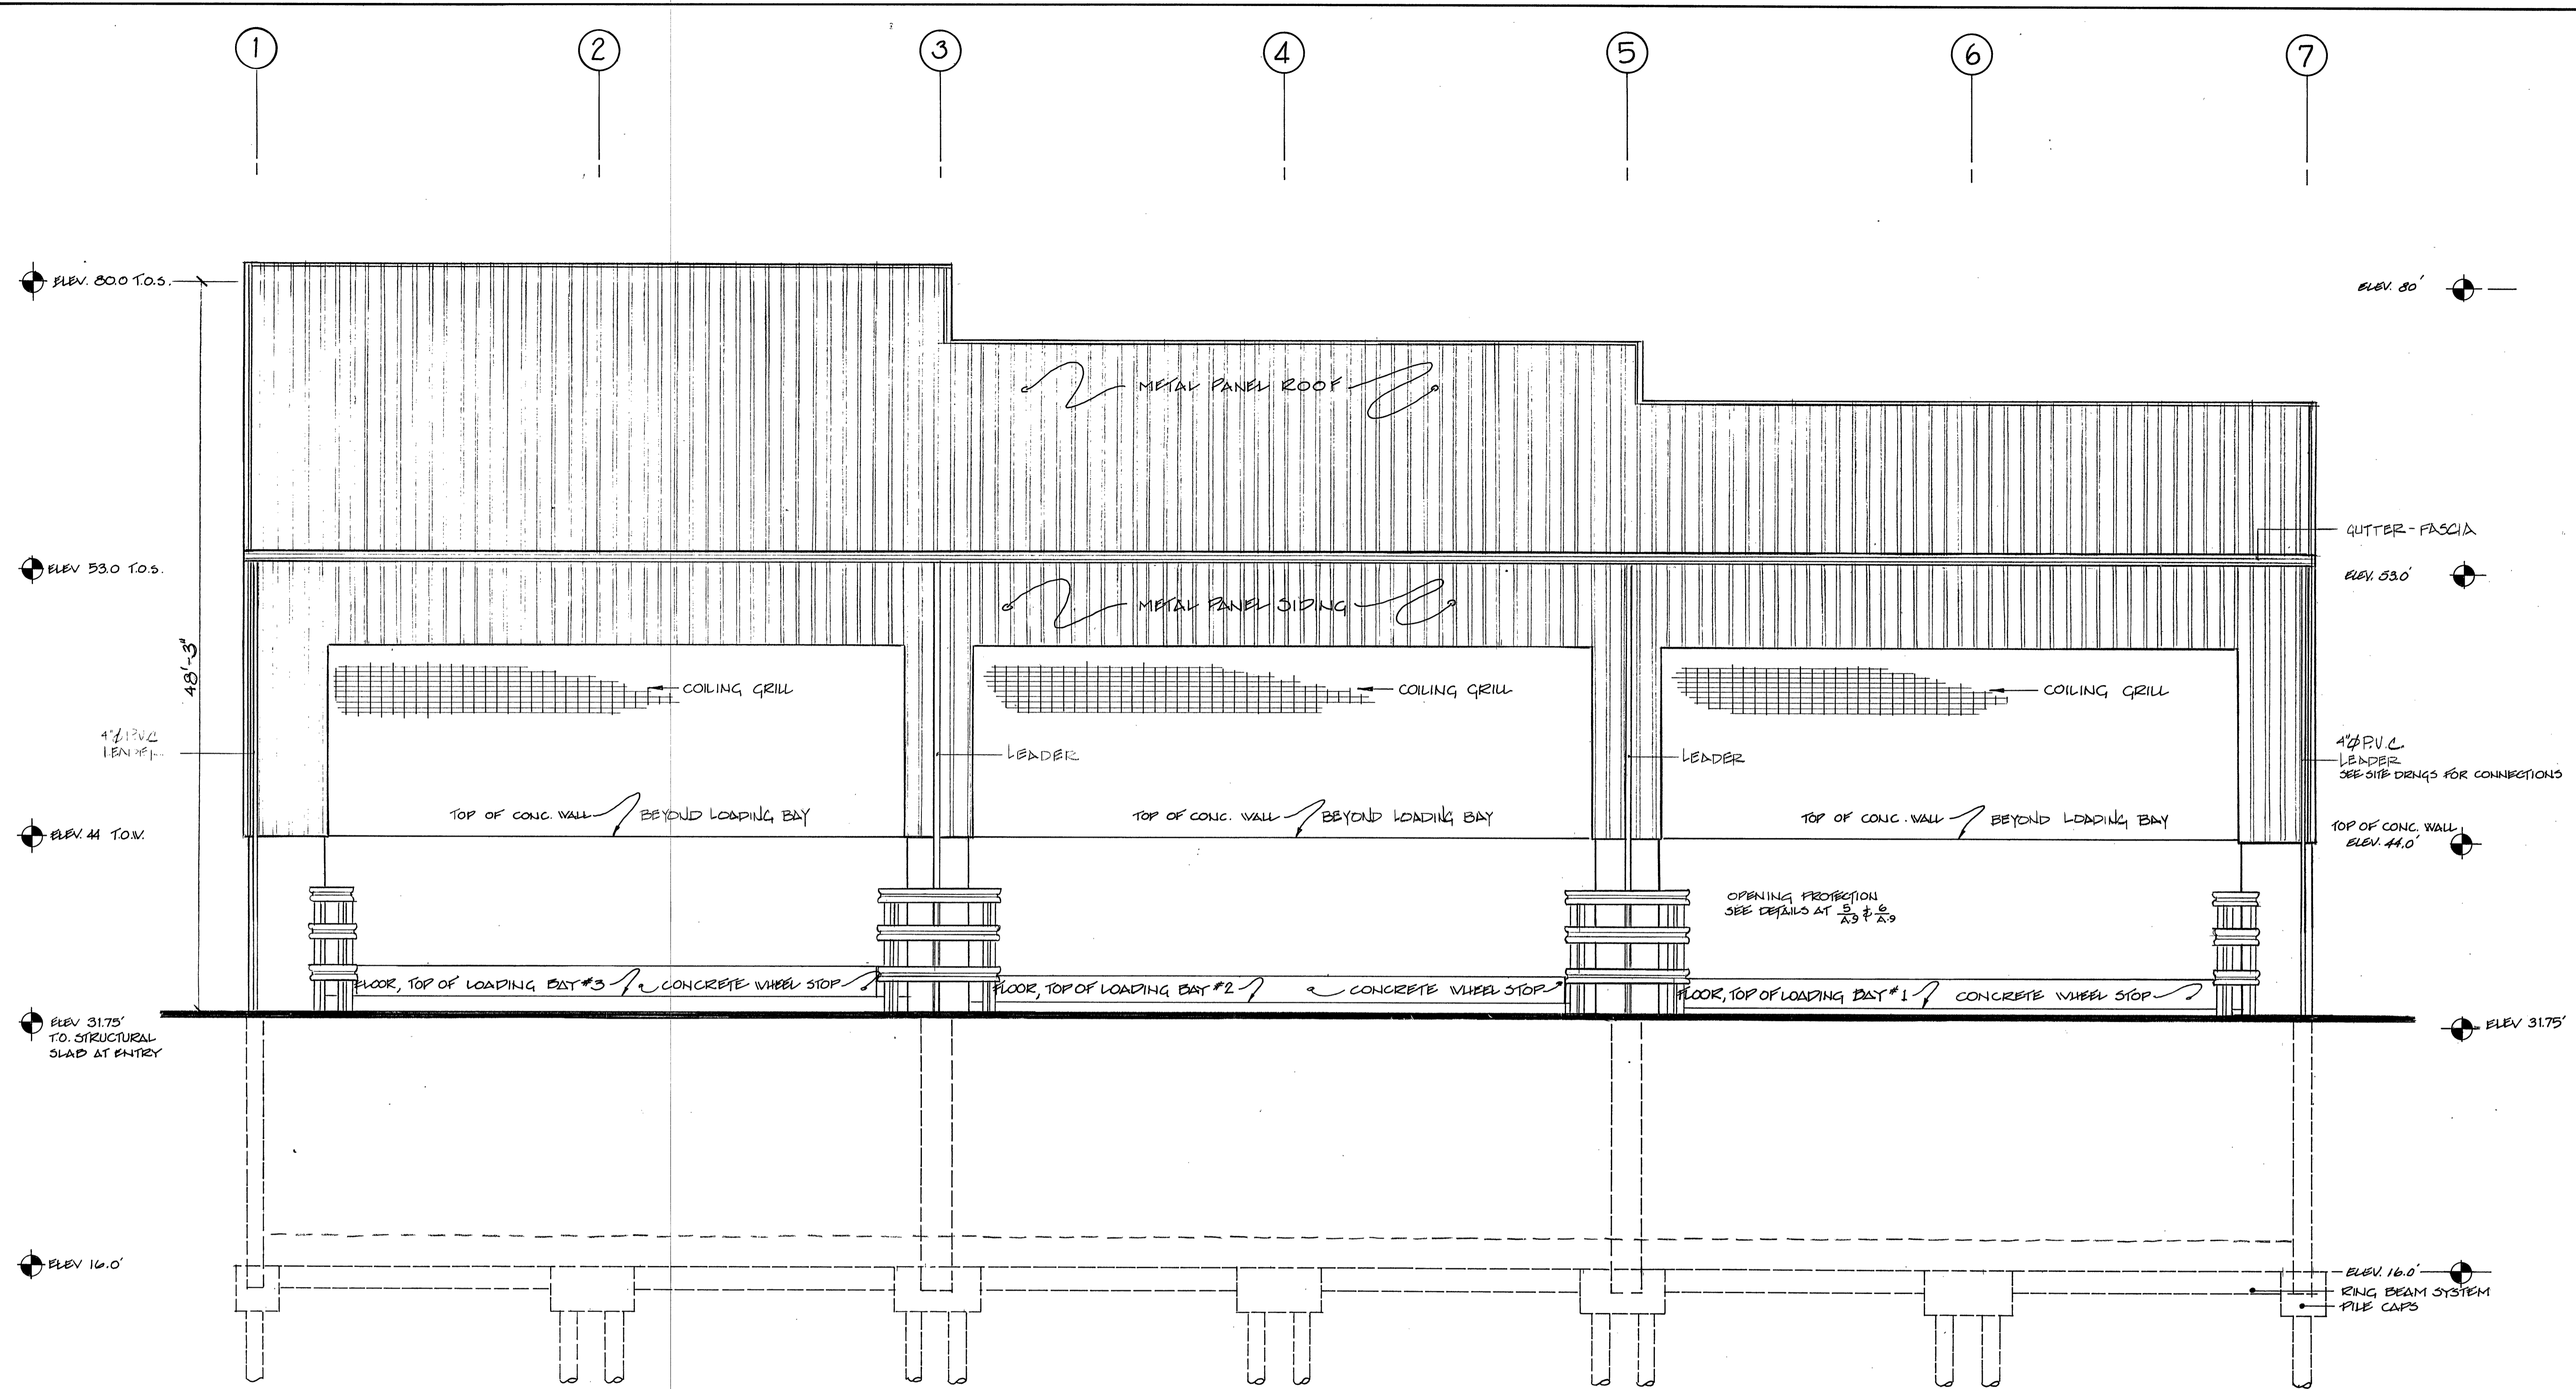 1 2 3 4 5 6 7
ELEV. 80.0 T.O.S.
ELEV. 80'
METAL PANEL ROOF
GUTTER-FASCIA
ELEV 53.0 T.O.S.
ELEV. 53.0'
METAL PANEL SIDING
48'-3"
COILING GRILL
COILING GRILL
COILING GRILL
4"Ø P.V.C.
LEADER
LEADER
LEADER
4"Ø P.V.C.
LEADER
SEE SITE DRNGS FOR CONNECTIONS
TOP OF CONC. WALL BEYOND LOADING BAY
TOP OF CONC. WALL BEYOND LOADING BAY
TOP OF CONC. WALL BEYOND LOADING BAY
ELEV. 44 T.O.W.
TOP OF CONC. WALL
ELEV. 44.0'
OPENING PROTECTION
SEE DETAILS AT 5/A.9 & 6/A.9
FLOOR, TOP OF LOADING BAY #3 CONCRETE WHEEL STOP
FLOOR, TOP OF LOADING BAY #2 CONCRETE WHEEL STOP
FLOOR, TOP OF LOADING BAY #1 CONCRETE WHEEL STOP
ELEV 31.75'
T.O. STRUCTURAL
SLAB AT ENTRY
ELEV 31.75'
ELEV 16.0'
ELEV. 16.0'
RING BEAM SYSTEM
PILE CAPS